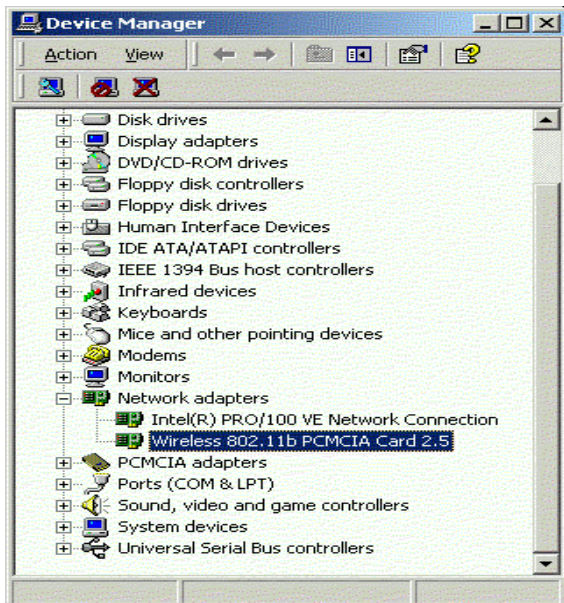 Device Manager
Action View
Disk drives
Display adapters
DVD/CD-ROM drives
Floppy disk controllers
Floppy disk drives
Human Interface Devices
IDE ATA/ATAPI controllers
IEEE 1394 Bus host controllers
Infrared devices
Keyboards
Mice and other pointing devices
Modems
Monitors
Network adapters
Intel(R) PRO/100 VE Network Connection
Wireless 802.11b PCMCIA Card 2.5
PCMCIA adapters
Ports (COM & LPT)
Sound, video and game controllers
System devices
Universal Serial Bus controllers